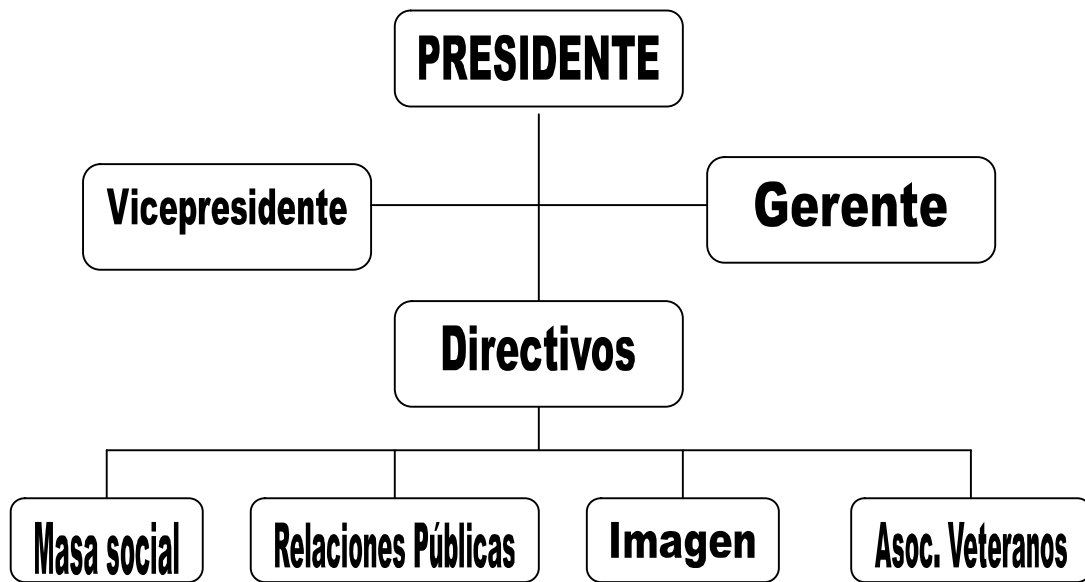 PRESIDENTE
Vicepresidente
Gerente
Directivos
Masa social
Relaciones Públicas
Imagen
Asoc. Veteranos